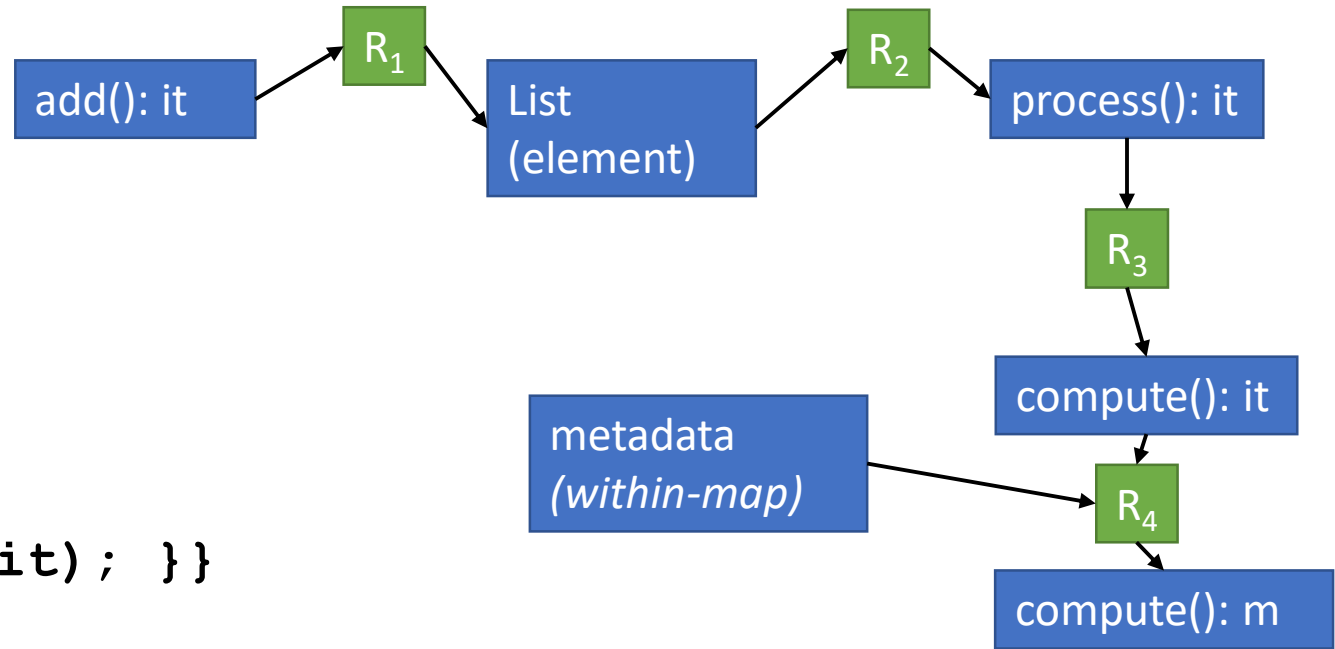 R₁
R₂
add(): it
List
(element)
process(): it
R₃
compute(): it
metadata
(within-map)
R₄
it); }}
compute(): m